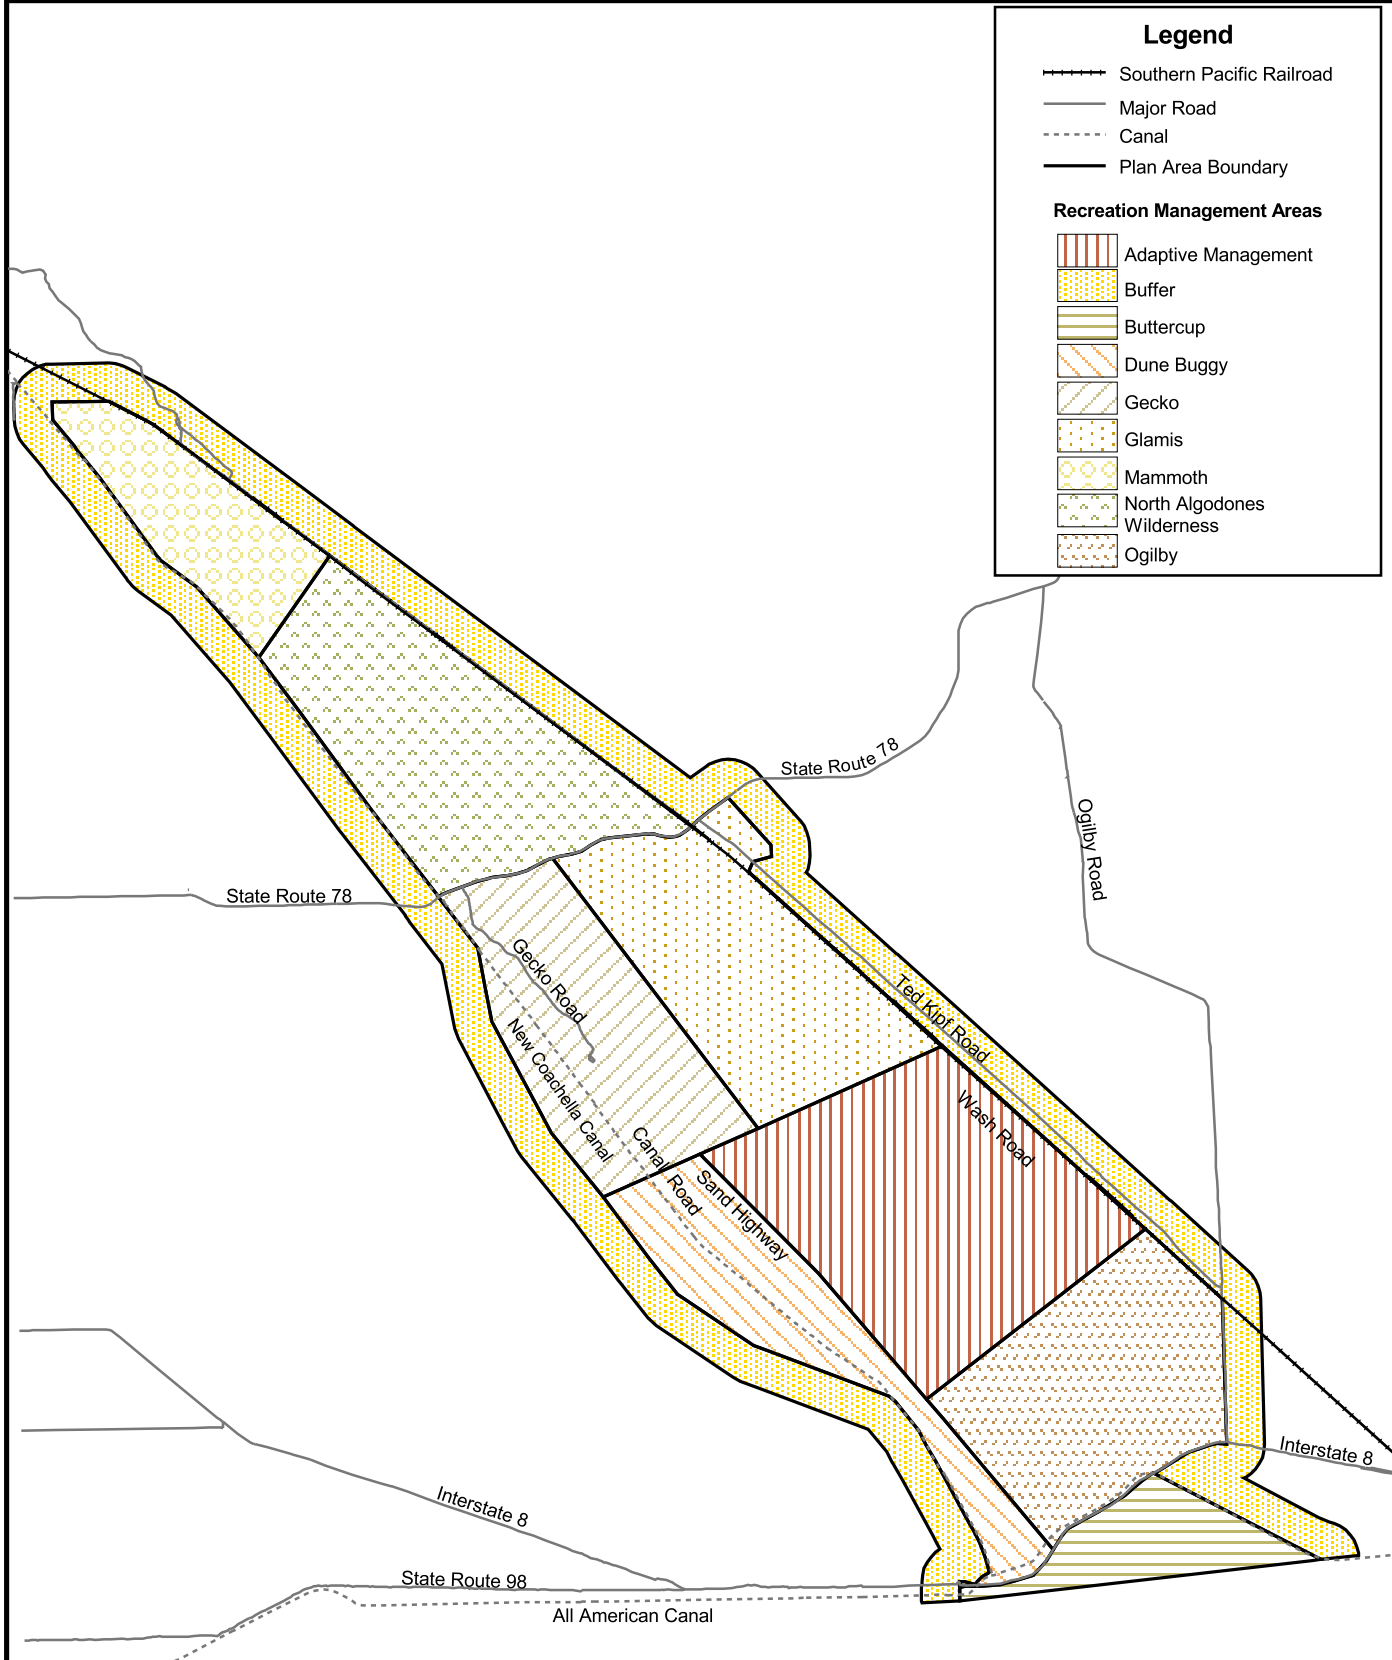 Legend
Southern Pacific Railroad
Major Road
Canal
Plan Area Boundary
Recreation Management Areas
Adaptive Management
Buffer
Buttercup
Dune Buggy
Gecko
Glamis
Mammoth
North Algodones
Wilderness
Ogilby
State Route 78
Ogilby Road
State Route 78
Gecko Road
Ted Kipf Road
New Coachella Canal
Wash Road
Canal Road
Sand Highway
Interstate 8
Interstate 8
State Route 98
All American Canal